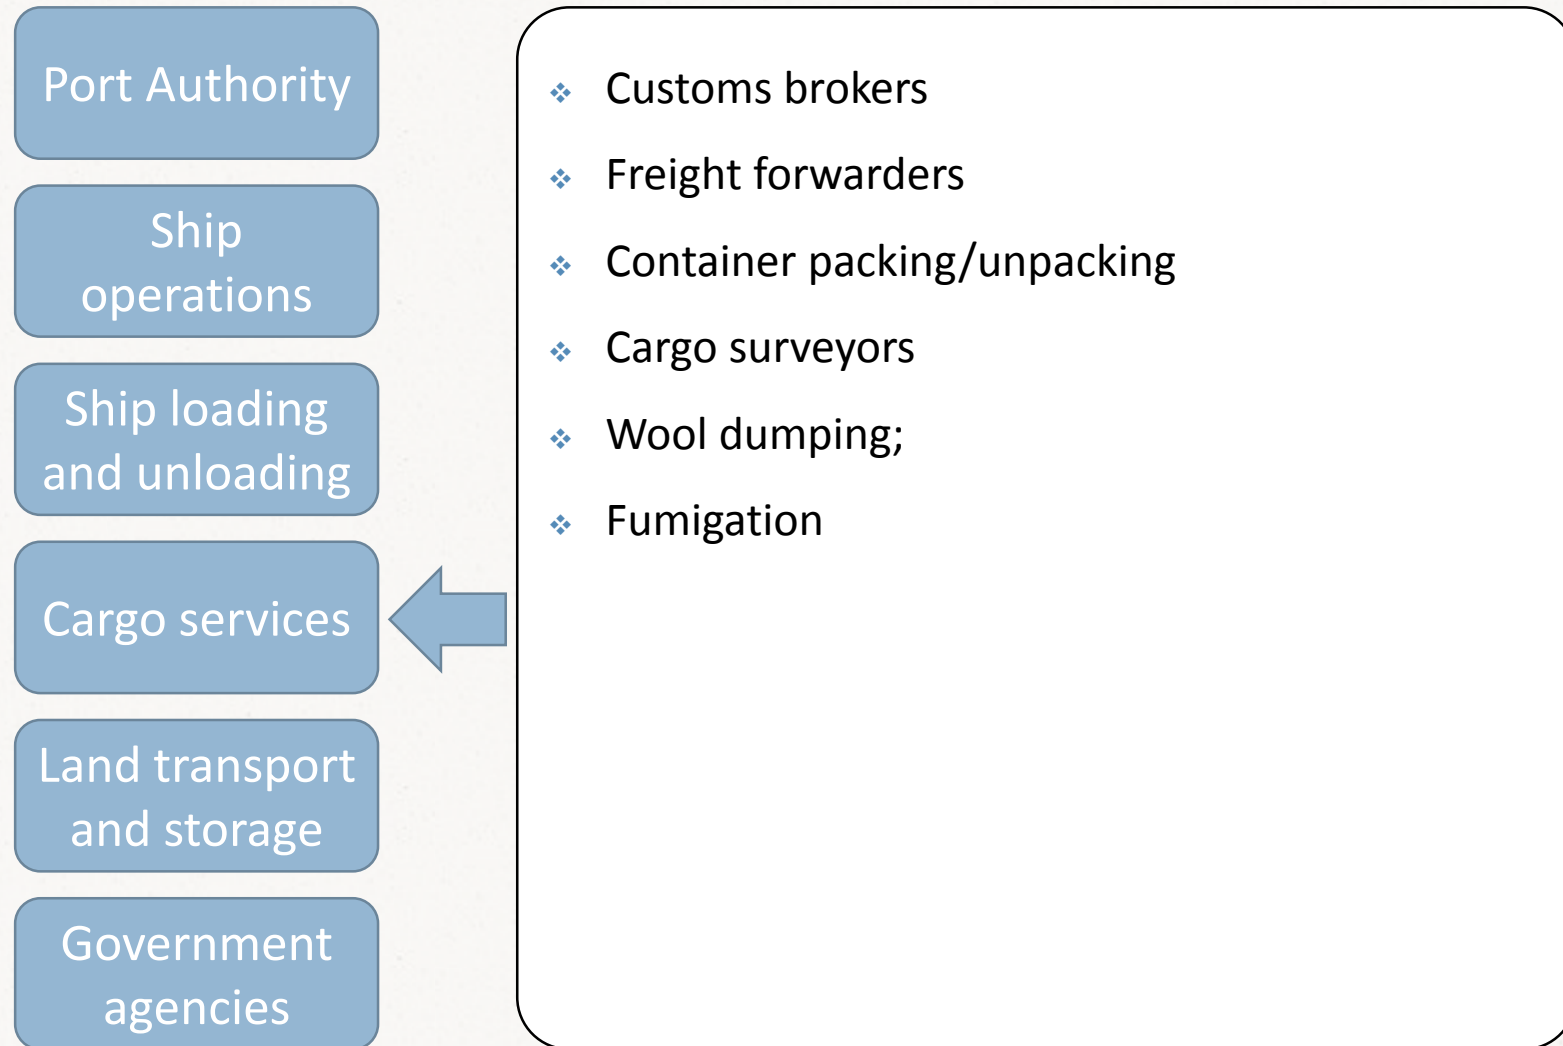 Port Authority
Ship
operations
Ship loading
and unloading
Cargo services
Land transport
and storage
Government
agencies
Customs brokers
Freight forwarders
Container packing/unpacking
Cargo surveyors
Wool dumping;
Fumigation